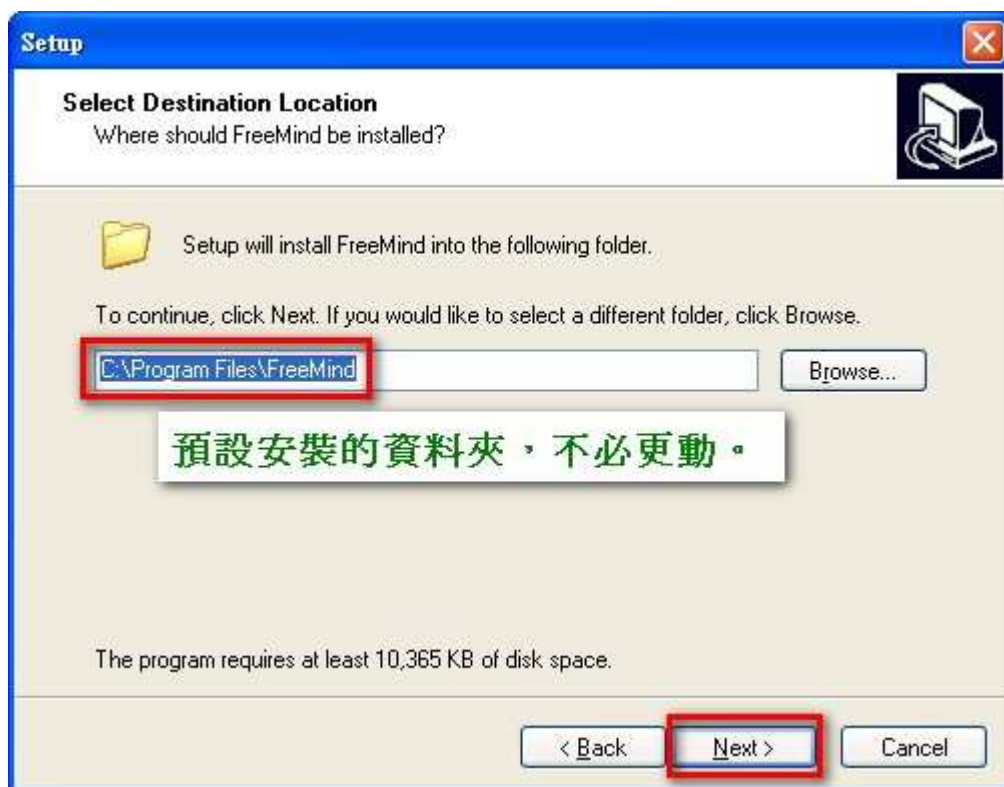 Setup
Select Destination Location
Where should FreeMind be installed?
Setup will install FreeMind into the following folder.
To continue, click Next. If you would like to select a different folder, click Browse.
C:\Program Files\FreeMind
Browse...
預設安裝的資料夾，不必更動。
The program requires at least 10,365 KB of disk space.
< Back Next > Cancel